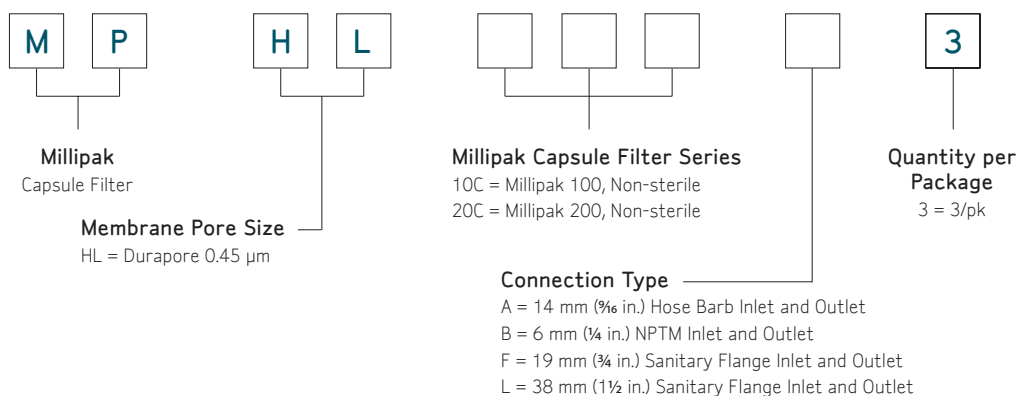 M P H L 3
Millipak
Capsule Filter
Membrane Pore Size
HL = Durapore 0.45 µm
Millipak Capsule Filter Series
10C = Millipak 100, Non-sterile
20C = Millipak 200, Non-sterile
Connection Type
A = 14 mm (9⁄16 in.) Hose Barb Inlet and Outlet
B = 6 mm (¼ in.) NPTM Inlet and Outlet
F = 19 mm (¾ in.) Sanitary Flange Inlet and Outlet
L = 38 mm (1½ in.) Sanitary Flange Inlet and Outlet
Quantity per
Package
3 = 3/pk